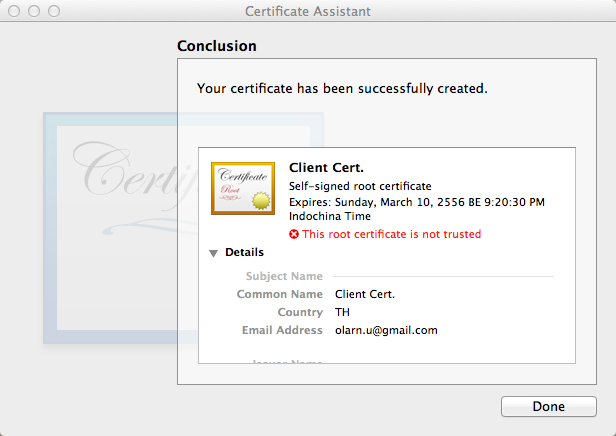 Certificate Assistant
Conclusion
Your certificate has been successfully created.
Certificate
Root
Client Cert.
Self-signed root certificate
Expires: Sunday, March 10, 2556 BE 9:20:30 PM
Indochina Time
This root certificate is not trusted
Details
Subject Name
Common Name Client Cert.
Country TH
Email Address olarn.u@gmail.com
Done